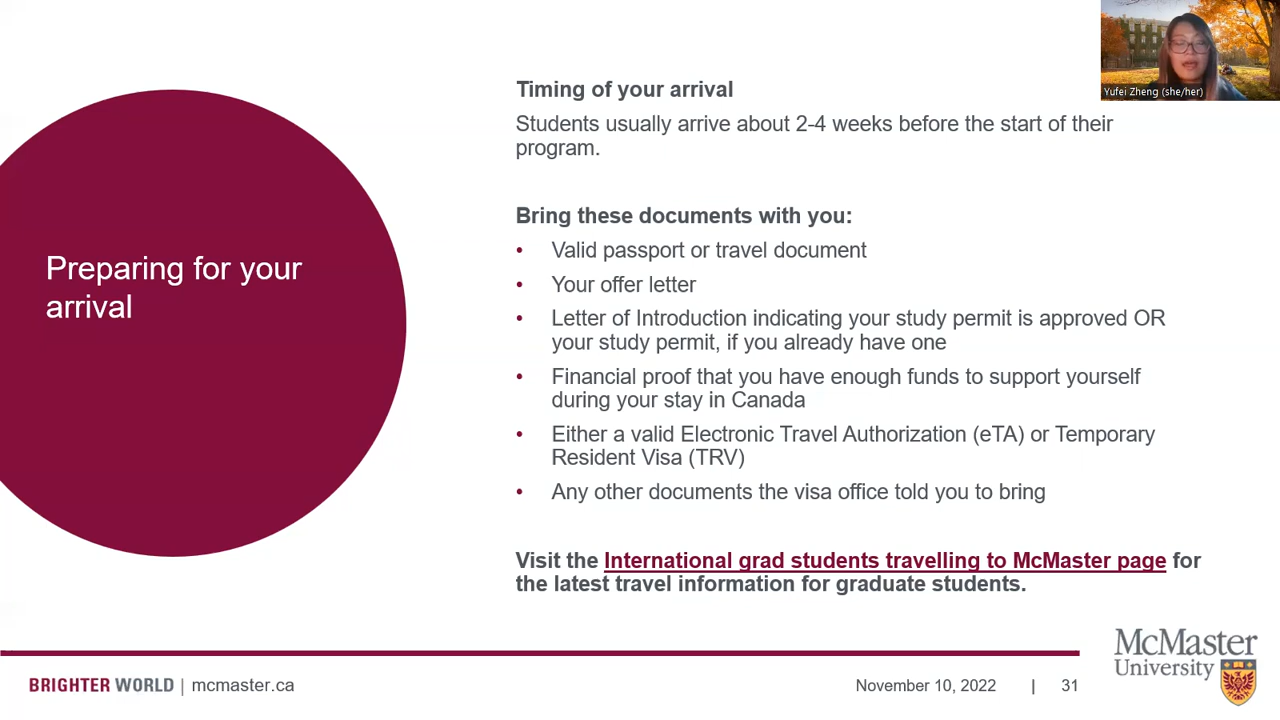 Yufei Zheng (she/her)
Preparing for your
arrival
Timing of your arrival
Students usually arrive about 2-4 weeks before the start of their
program.
Bring these documents with you:
• Valid passport or travel document
• Your offer letter
• Letter of Introduction indicating your study permit is approved OR
your study permit, if you already have one
• Financial proof that you have enough funds to support yourself
during your stay in Canada
• Either a valid Electronic Travel Authorization (eTA) or Temporary
Resident Visa (TRV)
• Any other documents the visa office told you to bring
Visit the International grad students travelling to McMaster page for
the latest travel information for graduate students.
BRIGHTER WORLD | mcmaster.ca
November 10, 2022 | 31
McMaster
University